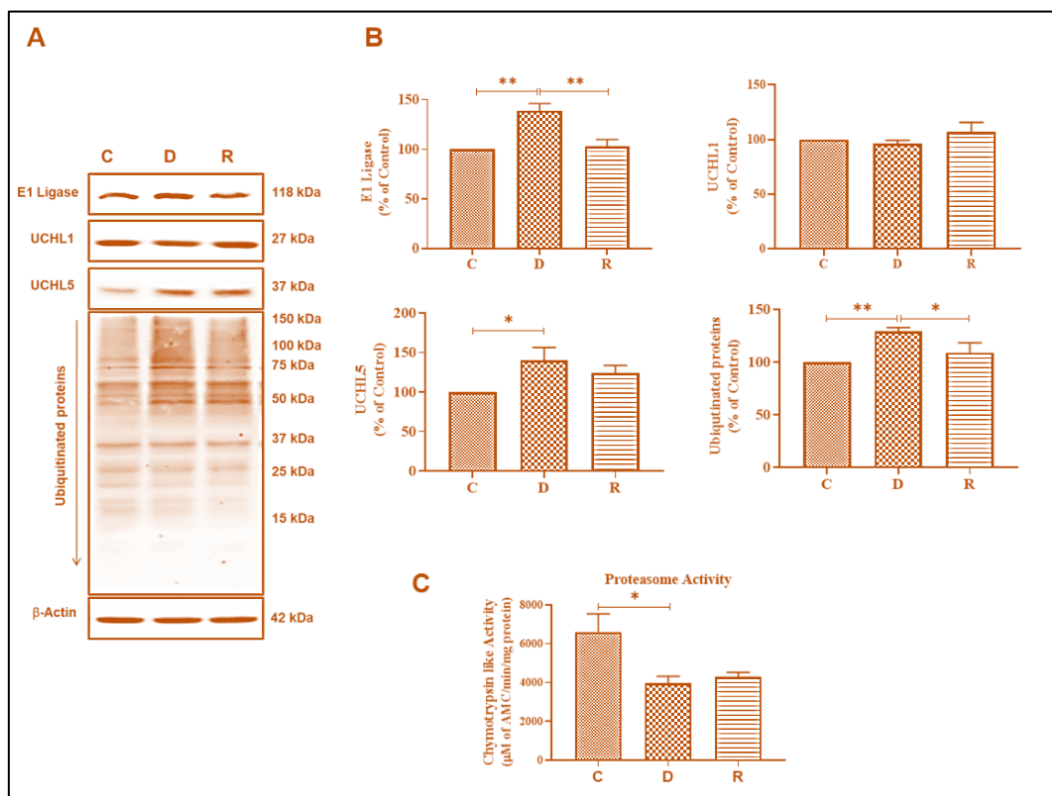 A
C D R
E1 Ligase
118 kDa
UCHL1
27 kDa
UCHL5
37 kDa
Ubiquitinated proteins
150 kDa
100 kDa
75 kDa
50 kDa
37 kDa
25 kDa
15 kDa
β-Actin
42 kDa
B
E1 Ligase
(% of Control)
150
100
50
0
** **
C D R
UCHL1
(% of Control)
150
100
50
0
C D R
UCHL5
(% of Control)
200
150
100
50
0
*
C D R
Ubiqutinated proteins
(% of Control)
150
100
50
0
** *
C D R
C
Proteasome Activity
Chymotrypsin like Activity
(µM of AMC/min/mg protein)
8000
6000
4000
2000
0
*
C D R